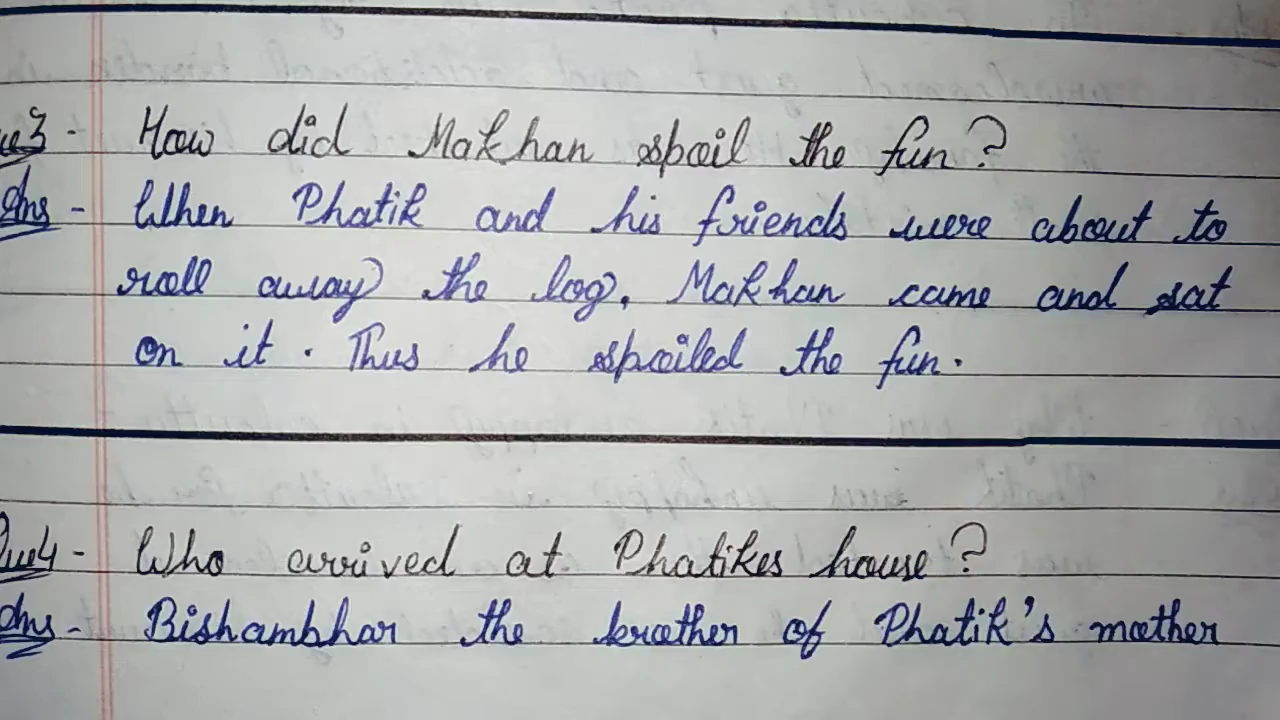 Que3 - How did Makhan spoil the fun?
Ans - When Phatik and his friends were about to
roll away the log, Makhan came and sat
on it. Thus he spoiled the fun.
Que4 - Who arrived at Phatikes house?
Ans - Bishambhar the brother of Phatik's mother